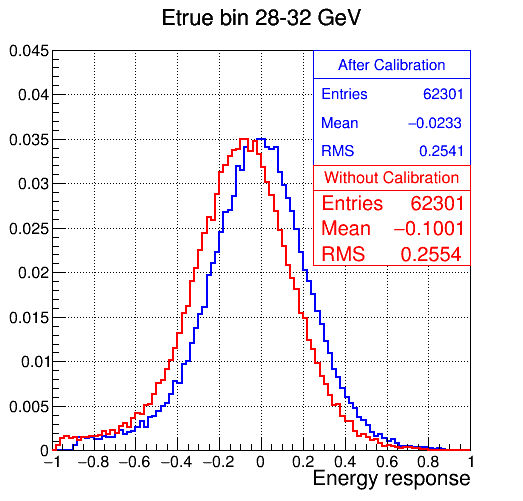 Etrue bin 28-32 GeV
0.045
0.04
0.035
0.03
0.025
0.02
0.015
0.01
0.005
0
After Calibration
Entries 62301
Mean −0.0233
RMS 0.2541
Without Calibration
Entries 62301
Mean −0.1001
RMS 0.2554
−1 −0.8 −0.6 −0.4 −0.2 0 0.2 0.4 0.6 0.8 1
Energy response